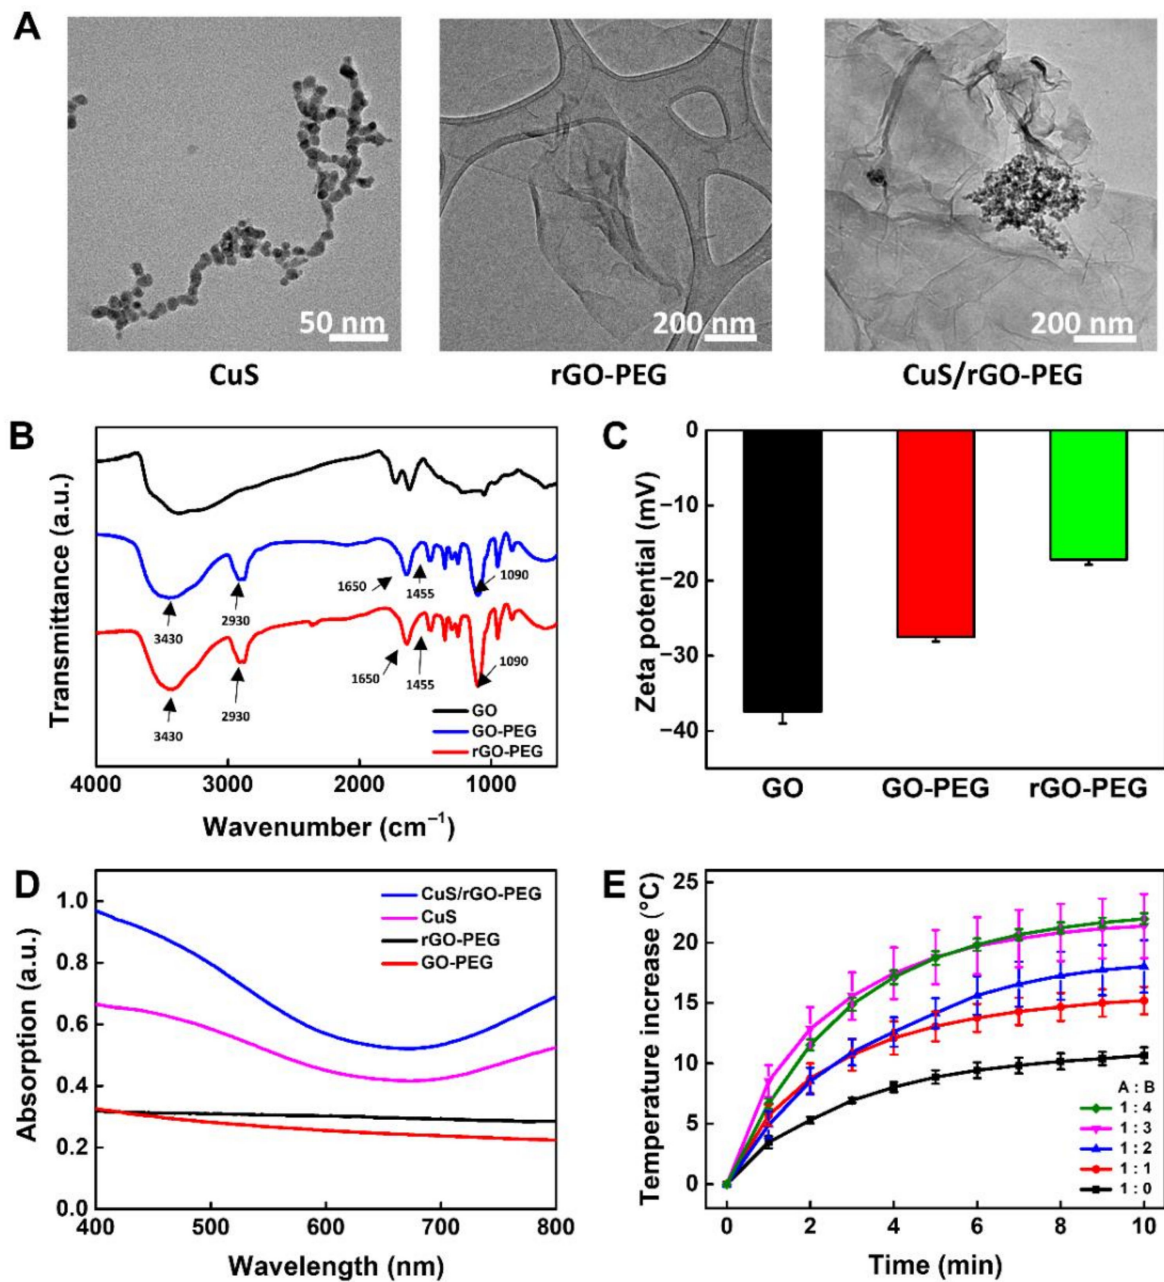 A
50 nm
200 nm
200 nm
CuS
rGO-PEG
CuS/rGO-PEG
B
Transmittance (a.u.)
3430
2930
1650
1455
1090
3430
2930
1650
1455
1090
GO
GO-PEG
rGO-PEG
4000
3000
2000
1000
Wavenumber (cm⁻¹)
C
Zeta potential (mV)
0
−10
−20
−30
−40
GO
GO-PEG
rGO-PEG
D
Absorption (a.u.)
1.0
0.8
0.6
0.4
0.2
0.0
CuS/rGO-PEG
CuS
rGO-PEG
GO-PEG
400
500
600
700
800
Wavelength (nm)
E
Temperature increase (°C)
25
20
15
10
5
0
A : B
1 : 4
1 : 3
1 : 2
1 : 1
1 : 0
0
2
4
6
8
10
Time (min)